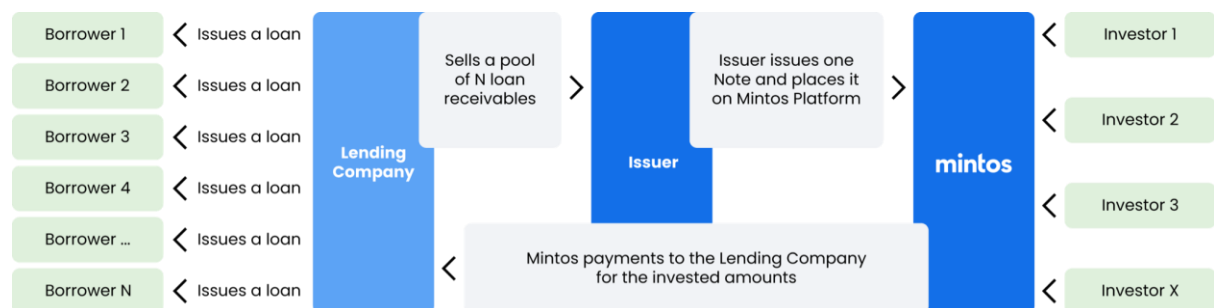 Borrower 1
Issues a loan
Borrower 2
Issues a loan
Borrower 3
Issues a loan
Borrower 4
Issues a loan
Borrower ...
Issues a loan
Borrower N
Issues a loan
Lending
Company
Sells a pool
of N loan
receivables
Issuer
Issuer issues one
Note and places it
on Mintos Platform
mintos
Mintos payments to the Lending Company
for the invested amounts
Investor 1
Investor 2
Investor 3
Investor X